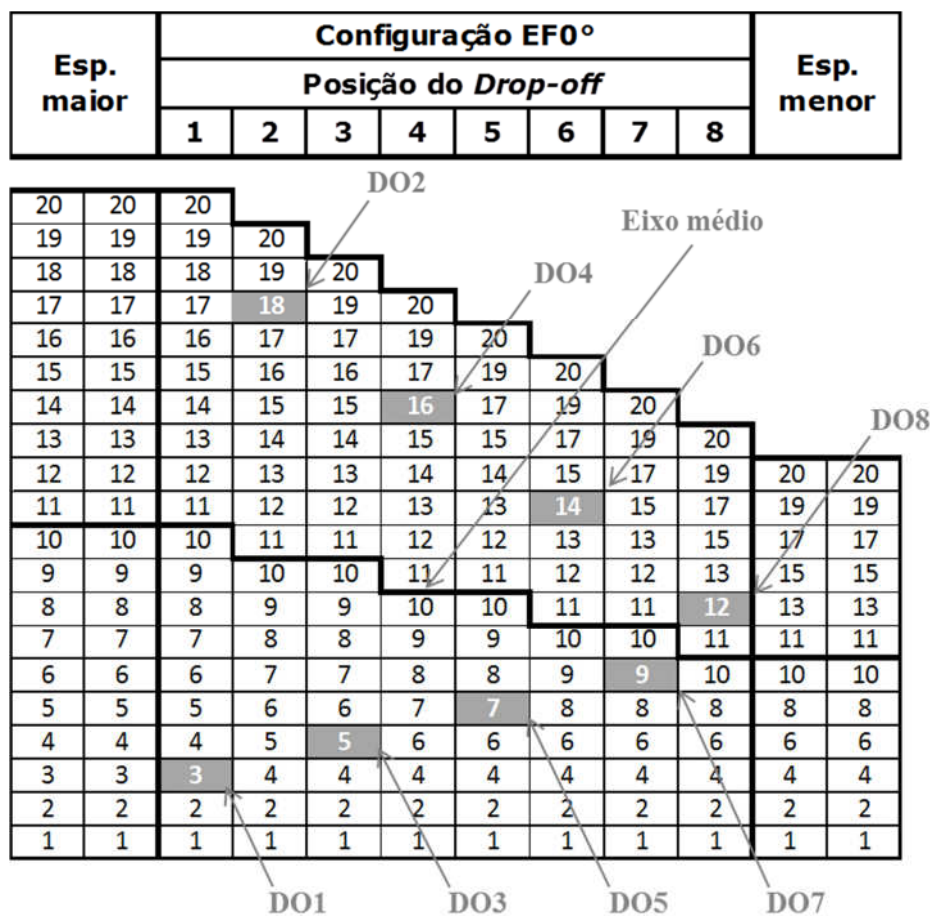 Esp. maior
Configuração EF0°
Posição do Drop-off
1 2 3 4 5 6 7 8
Esp. menor
DO2
Eixo médio
DO4
DO6
DO8
20 20 20
19 19 19 20
18 18 18 19 20
17 17 17 18 19 20
16 16 16 17 17 19 20
15 15 15 16 16 17 19 20
14 14 14 15 15 16 17 19 20
13 13 13 14 14 15 15 17 19 20
12 12 12 13 13 14 14 15 17 19 20 20
11 11 11 12 12 13 13 14 15 17 19 19
10 10 10 11 11 12 12 13 13 15 17 17
9 9 9 10 10 11 11 12 12 13 15 15
8 8 8 9 9 10 10 11 11 12 13 13
7 7 7 8 8 9 9 10 10 11 11 11
6 6 6 7 7 8 8 9 9 10 10 10
5 5 5 6 6 7 7 8 8 8 8 8
4 4 4 5 5 6 6 6 6 6 6 6
3 3 3 4 4 4 4 4 4 4 4 4
2 2 2 2 2 2 2 2 2 2 2 2
1 1 1 1 1 1 1 1 1 1 1 1
DO1 DO3 DO5 DO7